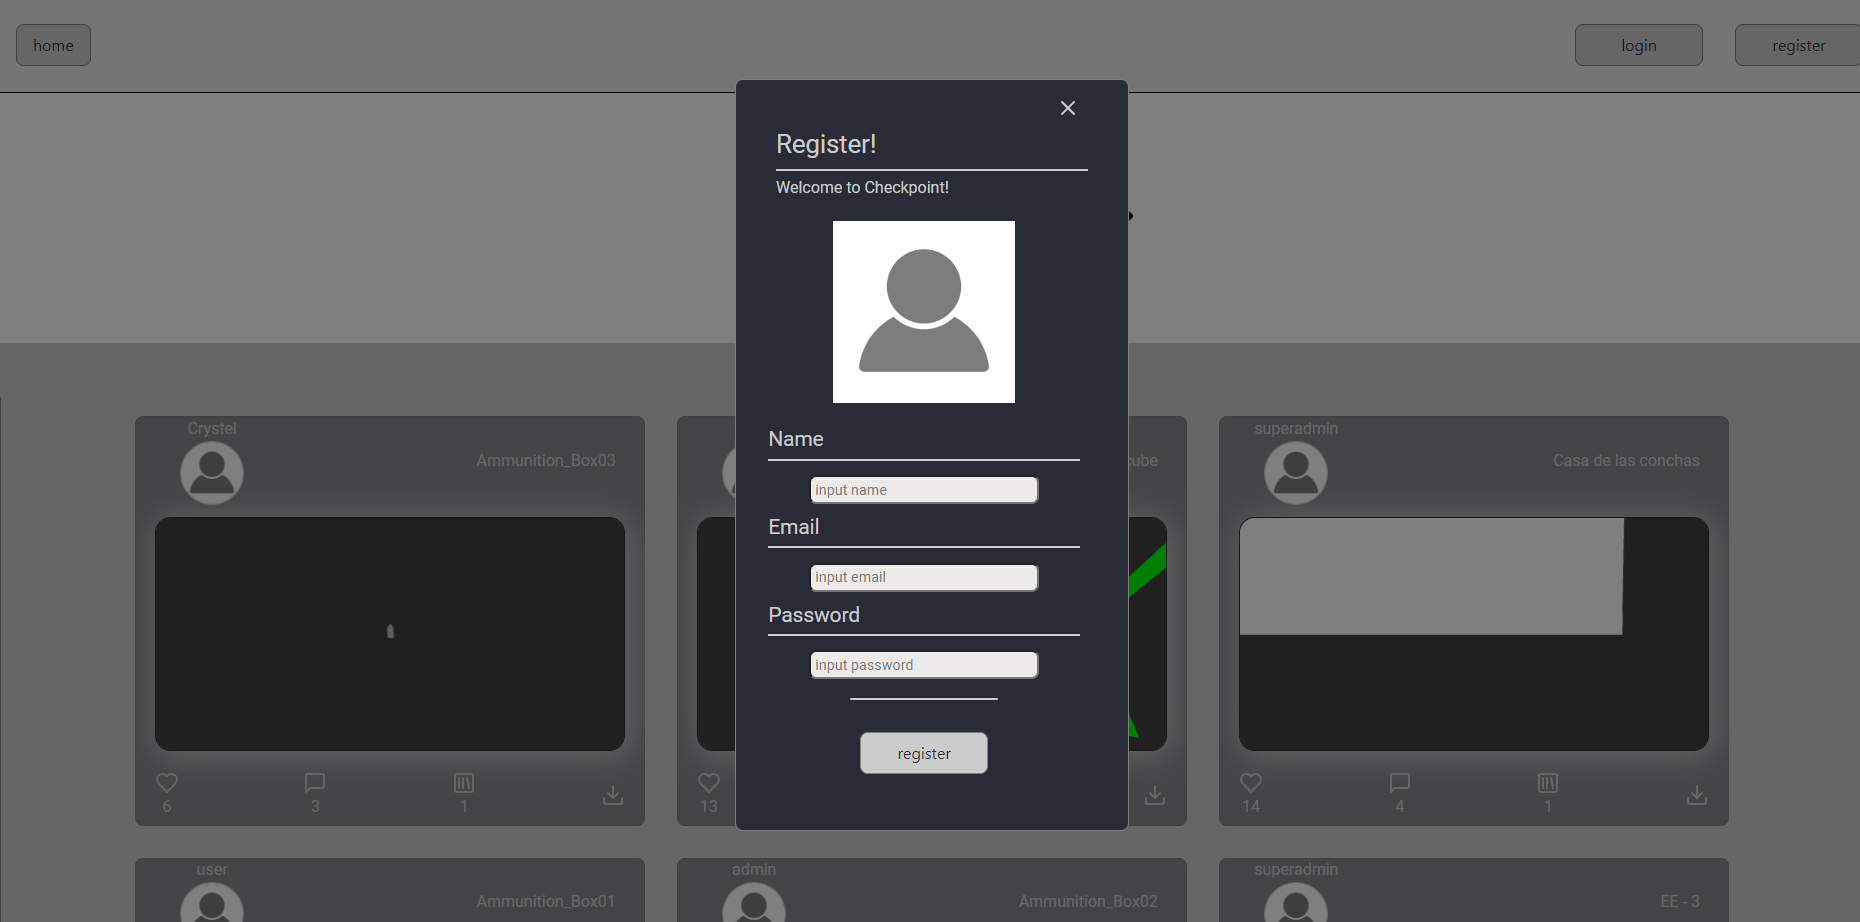 home
login
register
Register!
Welcome to Checkpoint!
Name
input name
Email
input email
Password
input password
register
Crystel
Ammunition_Box03
6
3
1
cube
13
superadmin
Casa de las conchas
14
4
1
user
Ammunition_Box01
admin
Ammunition_Box02
superadmin
EE - 3